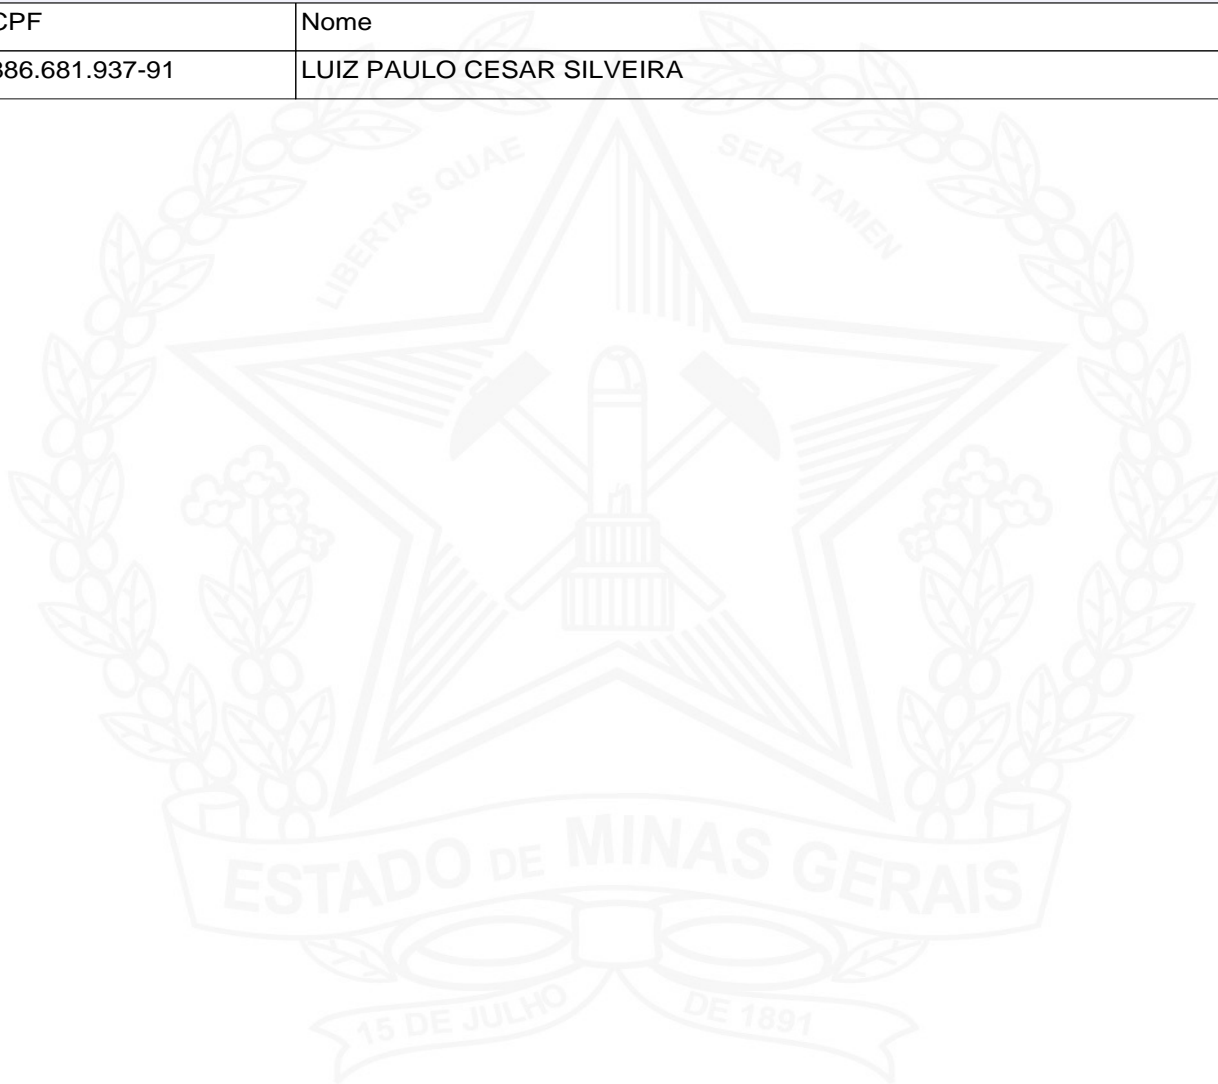 CPF Nome
886.681.937-91 LUIZ PAULO CESAR SILVEIRA
LIBERTAS QUAE SERA TAMEN
ESTADO DE MINAS GERAIS
15 DE JULHO DE 1891